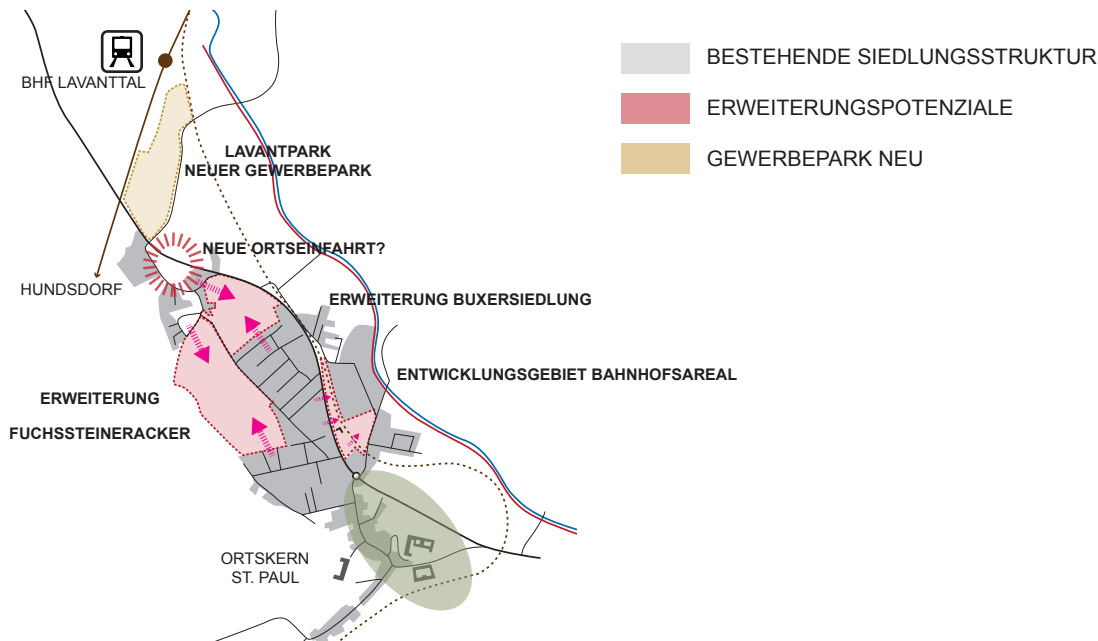 BHF LAVANTTAL
LAVANTPARK
NEUER GEWERBEPARK
NEUE ORTSEINFAHRT?
HUNDSDORF
ERWEITERUNG BUXERSIEDLUNG
ENTWICKLUNGSGEBIET BAHNHOFSAREAL
ERWEITERUNG
FUCHSSTEINERACKER
ORTSKERN
ST. PAUL
BESTEHENDE SIEDLUNGSSTRUKTUR
ERWEITERUNGSPOTENZIALE
GEWERBEPARK NEU